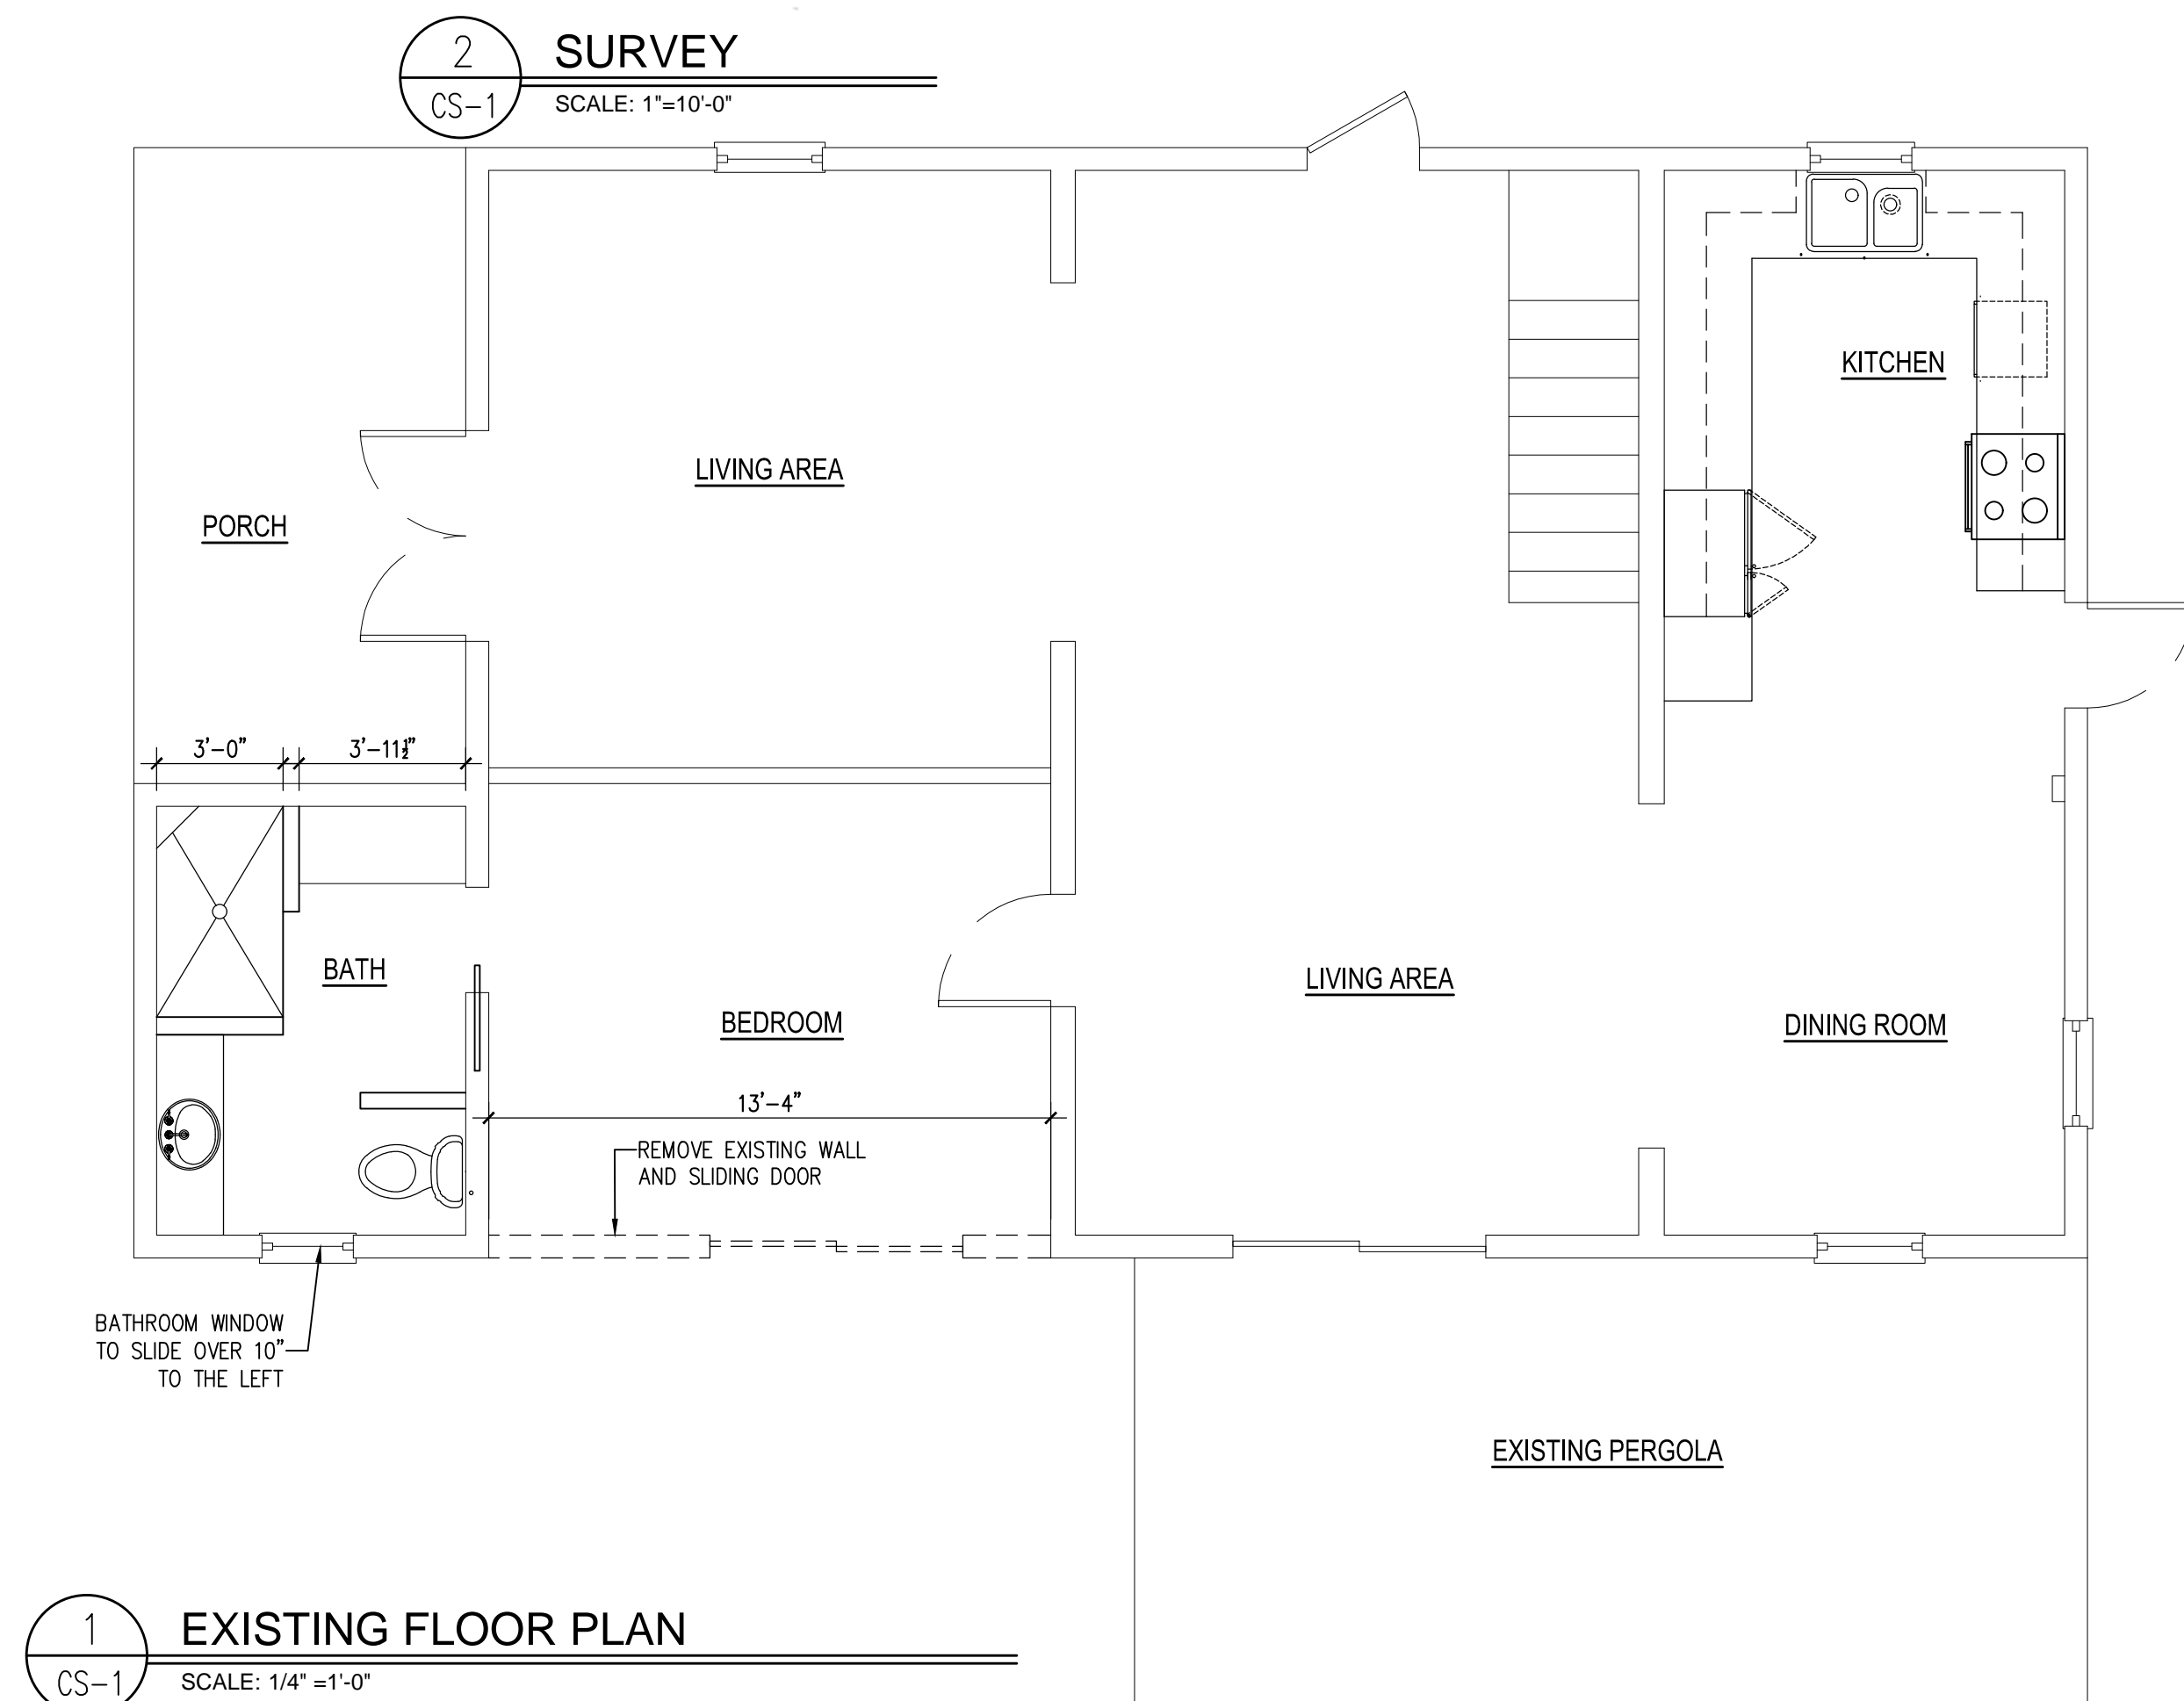 2
SURVEY
CS-1
SCALE: 1"=10'-0"
KITCHEN
LIVING AREA
PORCH
3'-0"
3'-11½"
BATH
LIVING AREA
BEDROOM
DINING ROOM
13'-4"
REMOVE EXISTING WALL
AND SLIDING DOOR
BATHROOM WINDOW
TO SLIDE OVER 10"
TO THE LEFT
EXISTING PERGOLA
1
EXISTING FLOOR PLAN
CS-1
SCALE: 1/4" =1'-0"